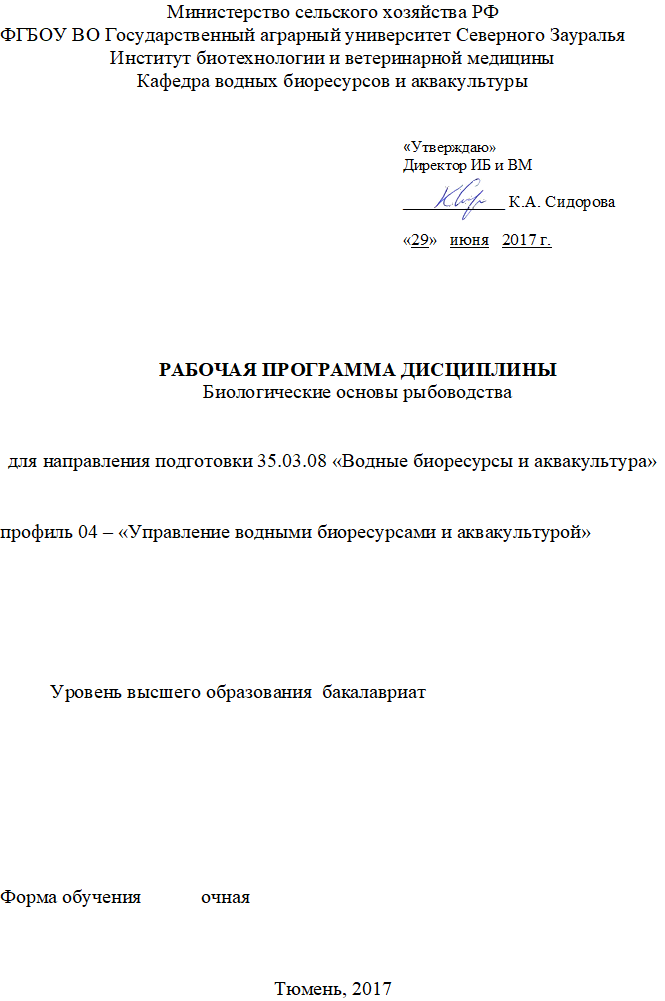 Министерство сельского хозяйства РФ
ФГБОУ ВО Государственный аграрный университет Северного Зауралья
Институт биотехнологии и ветеринарной медицины
Кафедра водных биоресурсов и аквакультуры
«Утверждаю»
Директор ИБ и ВМ
К.А. Сидорова
«29» июня 2017 г.
РАБОЧАЯ ПРОГРАММА ДИСЦИПЛИНЫ
Биологические основы рыбоводства
для направления подготовки 35.03.08 «Водные биоресурсы и аквакультура»
профиль 04 – «Управление водными биоресурсами и аквакультурой»
Уровень высшего образования бакалавриат
Форма обучения очная
Тюмень, 2017